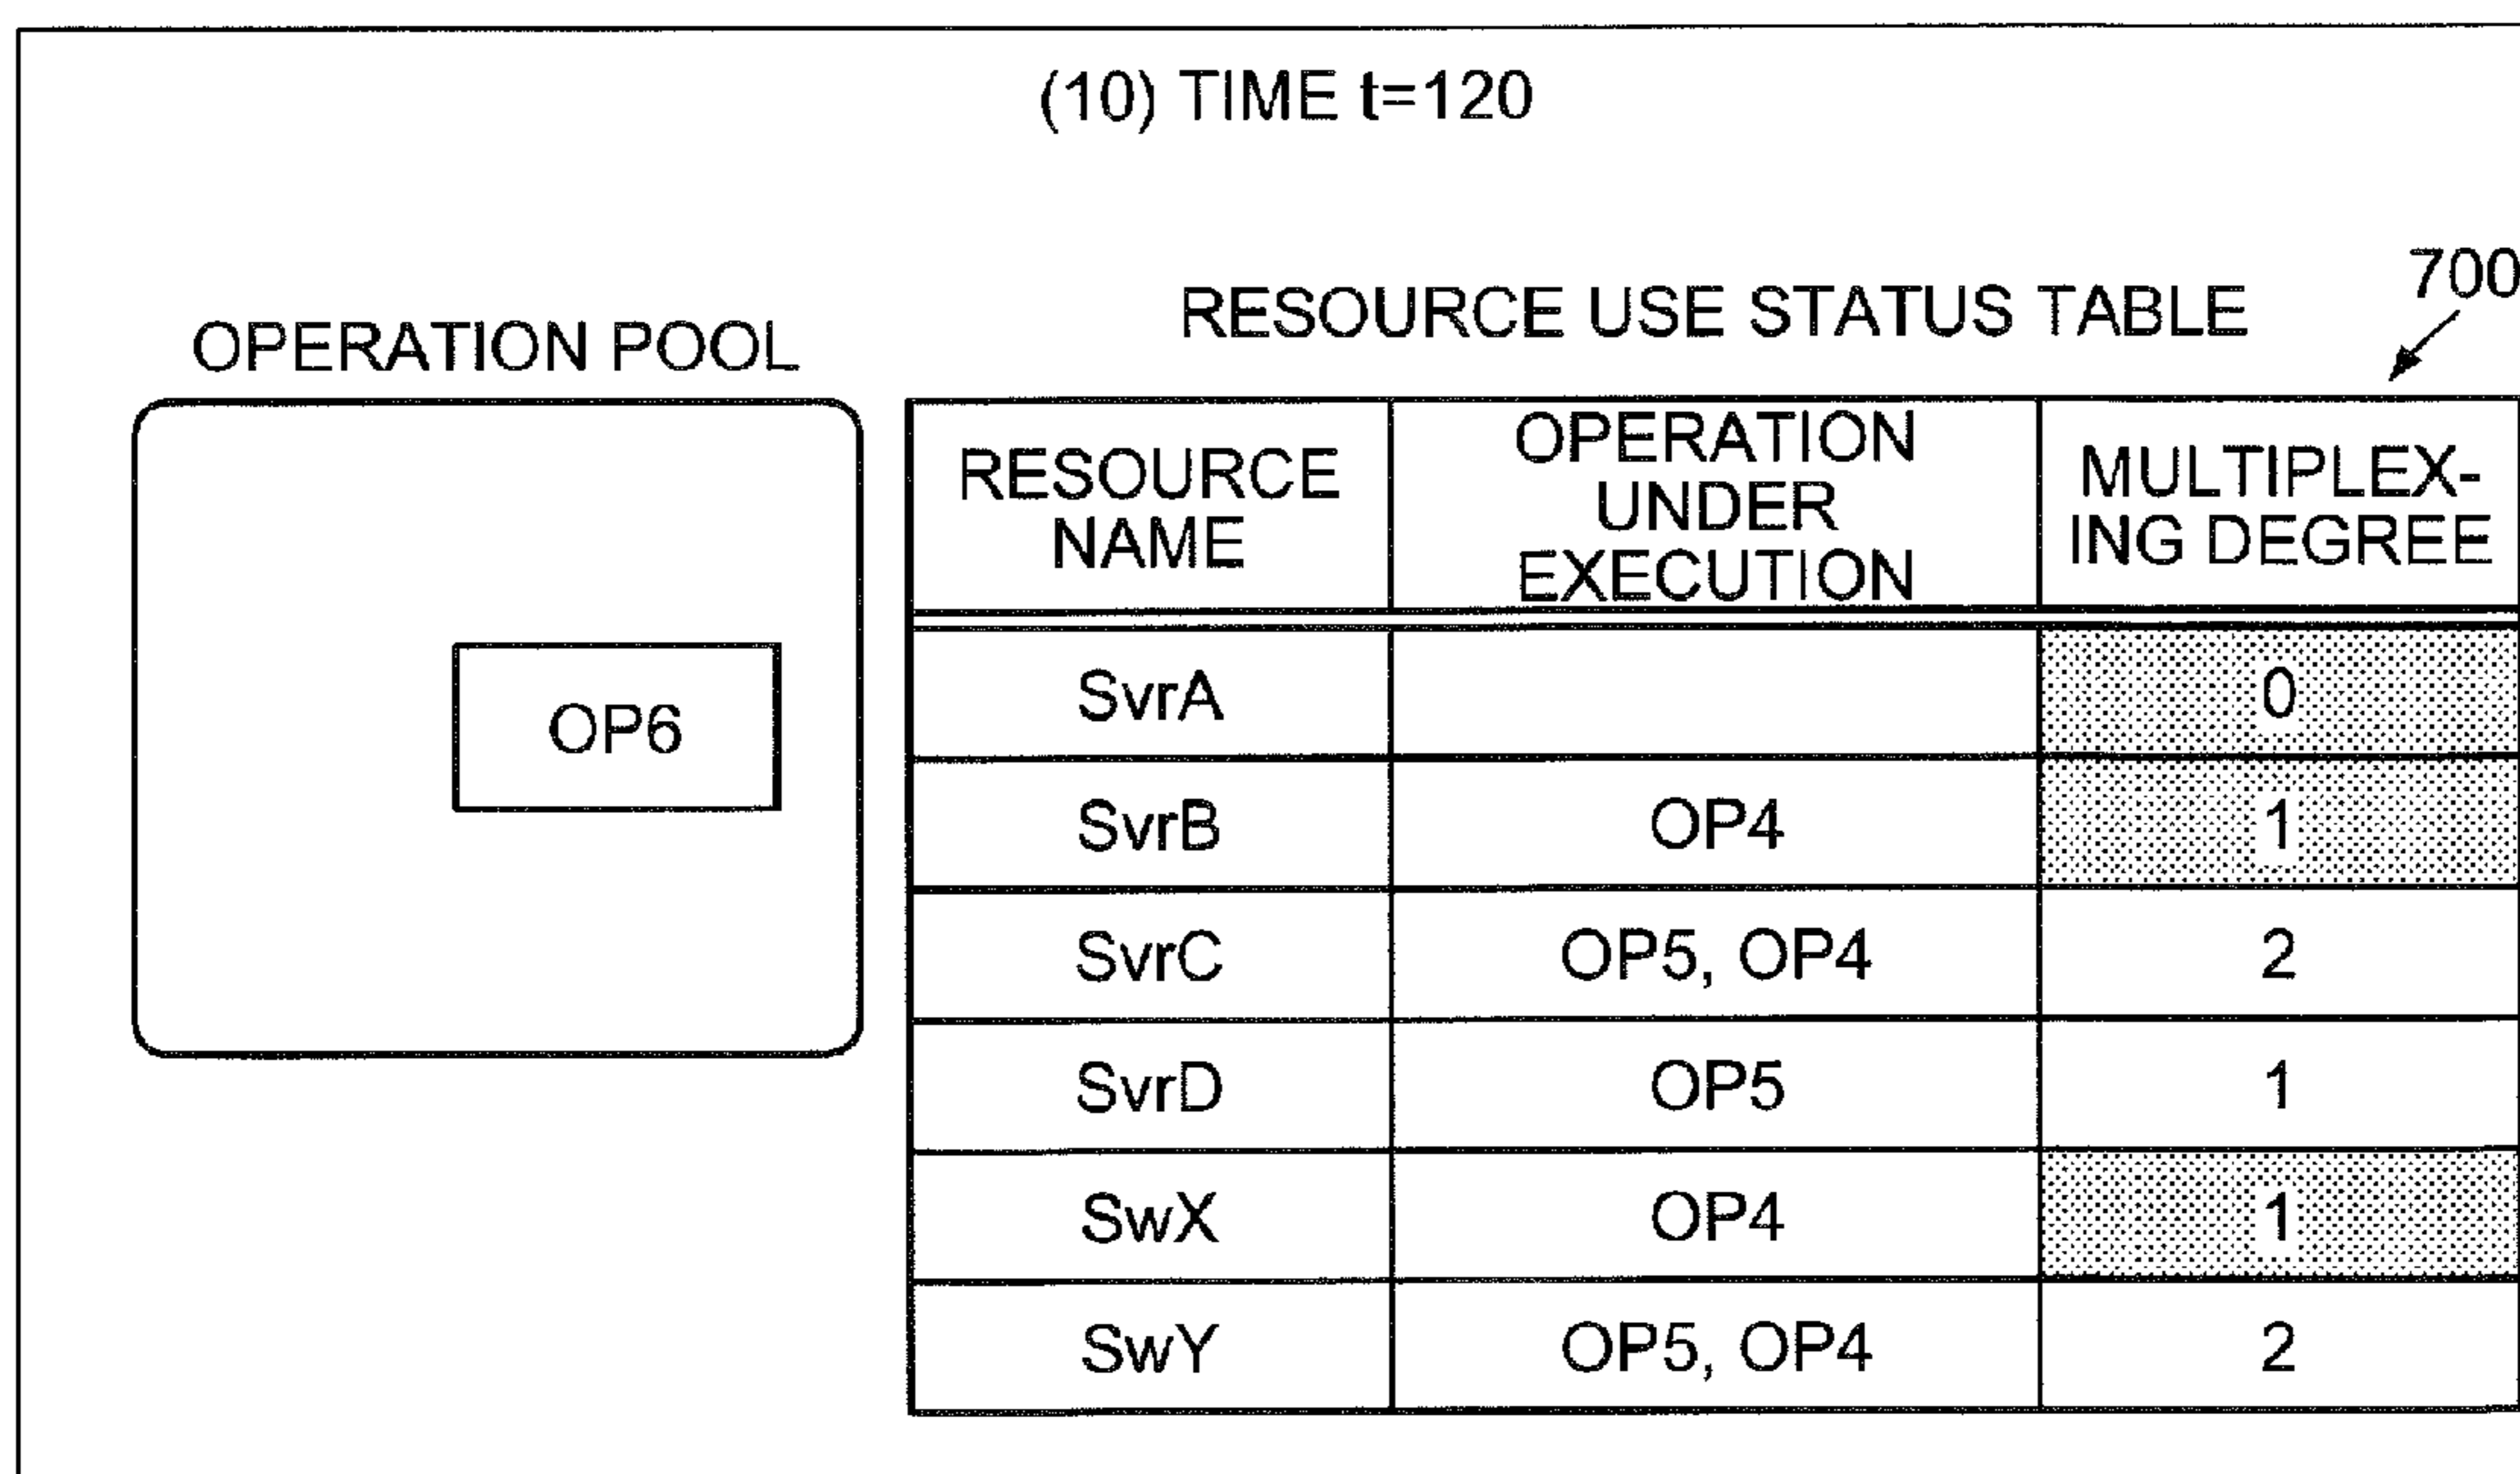 (10) TIME t=120
700
RESOURCE USE STATUS TABLE
OPERATION POOL
OP6
RESOURCE
NAME
OPERATION
UNDER
EXECUTION
MULTIPLEX-
ING DEGREE
SvrA
0
SvrB
OP4
1
SvrC
OP5, OP4
2
SvrD
OP5
1
SwX
OP4
1
SwY
OP5, OP4
2